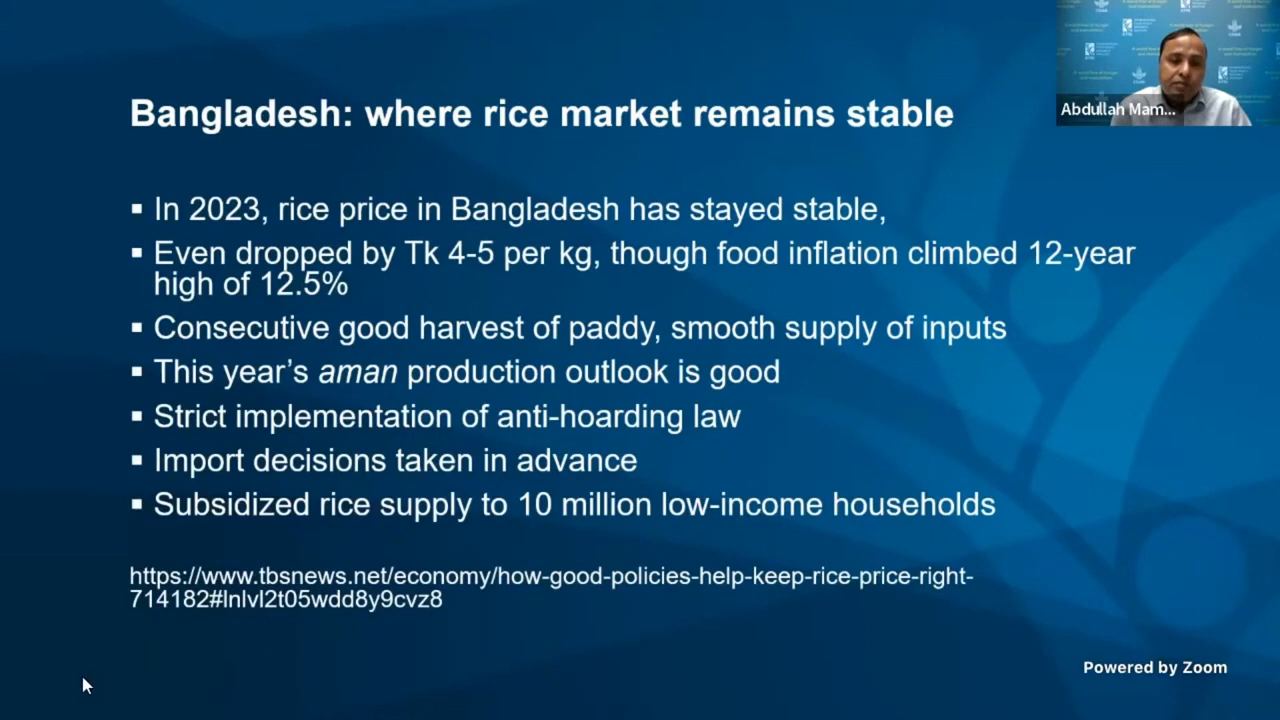 Bangladesh: where rice market remains stable
Abdullah Mam...
▪ In 2023, rice price in Bangladesh has stayed stable,
▪ Even dropped by Tk 4-5 per kg, though food inflation climbed 12-year
high of 12.5%
▪ Consecutive good harvest of paddy, smooth supply of inputs
▪ This year's aman production outlook is good
▪ Strict implementation of anti-hoarding law
▪ Import decisions taken in advance
▪ Subsidized rice supply to 10 million low-income households
https://www.tbsnews.net/economy/how-good-policies-help-keep-rice-price-right-
714182#lnlvl2t05wdd8y9cvz8
Powered by Zoom